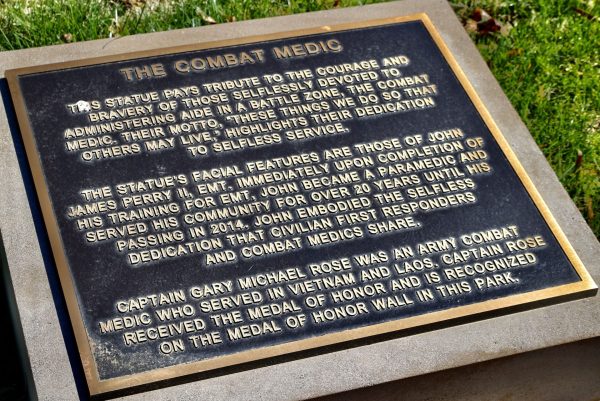 THE COMBAT MEDIC
THIS STATUE PAYS TRIBUTE TO THE COURAGE AND
BRAVERY OF THOSE SELFLESSLY DEVOTED TO
ADMINISTERING AIDE IN A BATTLE ZONE, THE COMBAT
MEDIC. THEIR MOTTO, "THESE THINGS WE DO SO THAT
OTHERS MAY LIVE," HIGHLIGHTS THEIR DEDICATION
TO SELFLESS SERVICE.
THE STATUE'S FACIAL FEATURES ARE THOSE OF JOHN
JAMES PERRY II, EMT. IMMEDIATELY UPON COMPLETION OF
HIS TRAINING FOR EMT, JOHN BECAME A PARAMEDIC AND
SERVED HIS COMMUNITY FOR OVER 20 YEARS UNTIL HIS
PASSING IN 2014. JOHN EMBODIED THE SELFLESS
DEDICATION THAT CIVILIAN FIRST RESPONDERS
AND COMBAT MEDICS SHARE.
CAPTAIN GARY MICHAEL ROSE WAS AN ARMY COMBAT
MEDIC WHO SERVED IN VIETNAM AND LAOS. CAPTAIN ROSE
RECEIVED THE MEDAL OF HONOR AND IS RECOGNIZED
ON THE MEDAL OF HONOR WALL IN THIS PARK.